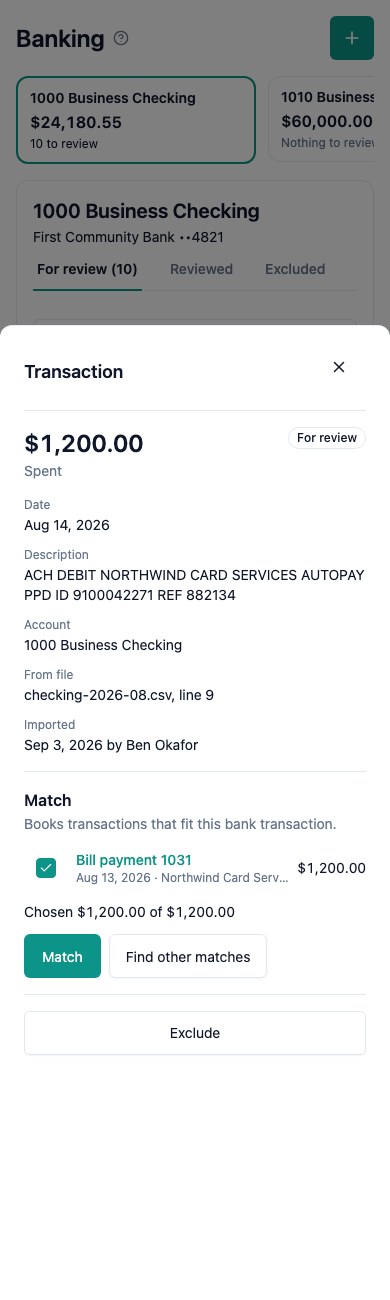 Banking
1000 Business Checking
$24,180.55
10 to review
1010 Business
$60,000.00
Nothing to review
1000 Business Checking
First Community Bank ••4821
For review (10)
Reviewed
Excluded
Transaction
$1,200.00
For review
Spent
Date
Aug 14, 2026
Description
ACH DEBIT NORTHWIND CARD SERVICES AUTOPAY
PPD ID 9100042271 REF 882134
Account
1000 Business Checking
From file
checking-2026-08.csv, line 9
Imported
Sep 3, 2026 by Ben Okafor
Match
Books transactions that fit this bank transaction.
Bill payment 1031
Aug 13, 2026 · Northwind Card Serv...
$1,200.00
Chosen $1,200.00 of $1,200.00
Match
Find other matches
Exclude